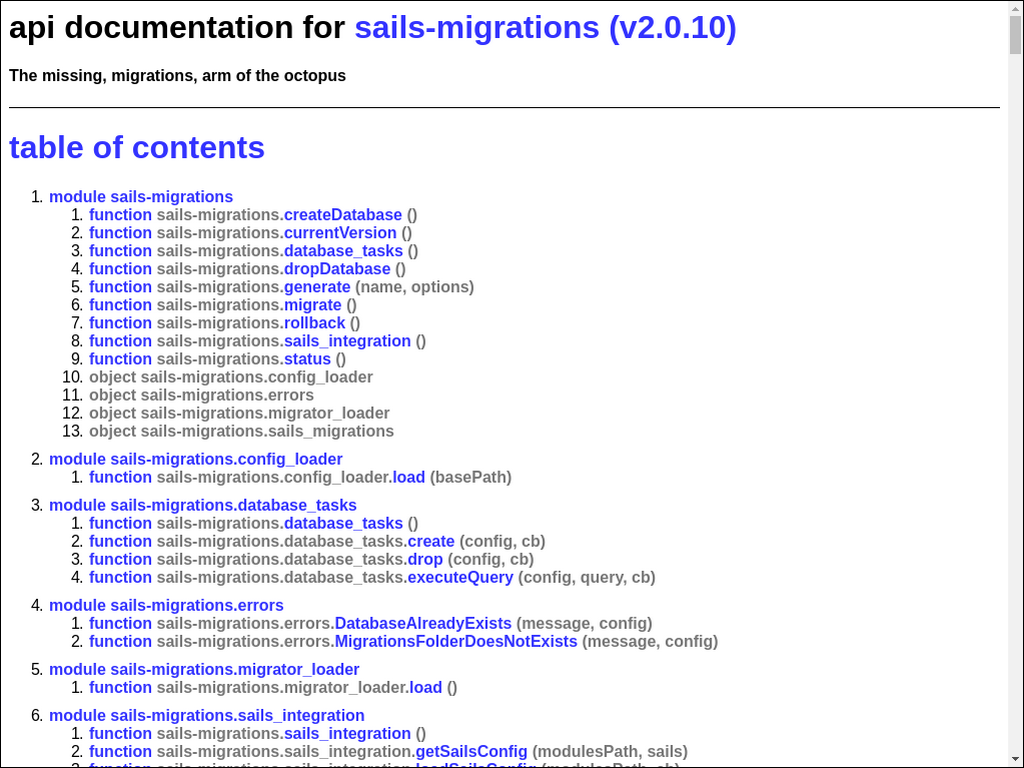 api documentation for sails-migrations (v2.0.10)
The missing, migrations, arm of the octopus
table of contents
1. module sails-migrations
1. function sails-migrations.createDatabase ()
2. function sails-migrations.currentVersion ()
3. function sails-migrations.database_tasks ()
4. function sails-migrations.dropDatabase ()
5. function sails-migrations.generate (name, options)
6. function sails-migrations.migrate ()
7. function sails-migrations.rollback ()
8. function sails-migrations.sails_integration ()
9. function sails-migrations.status ()
10. object sails-migrations.config_loader
11. object sails-migrations.errors
12. object sails-migrations.migrator_loader
13. object sails-migrations.sails_migrations
2. module sails-migrations.config_loader
1. function sails-migrations.config_loader.load (basePath)
3. module sails-migrations.database_tasks
1. function sails-migrations.database_tasks ()
2. function sails-migrations.database_tasks.create (config, cb)
3. function sails-migrations.database_tasks.drop (config, cb)
4. function sails-migrations.database_tasks.executeQuery (config, query, cb)
4. module sails-migrations.errors
1. function sails-migrations.errors.DatabaseAlreadyExists (message, config)
2. function sails-migrations.errors.MigrationsFolderDoesNotExists (message, config)
5. module sails-migrations.migrator_loader
1. function sails-migrations.migrator_loader.load ()
6. module sails-migrations.sails_integration
1. function sails-migrations.sails_integration ()
2. function sails-migrations.sails_integration.getSailsConfig (modulesPath, sails)
3. function sails-migrations.sails_integration.loadSailsConfig (modulesPath, cb)